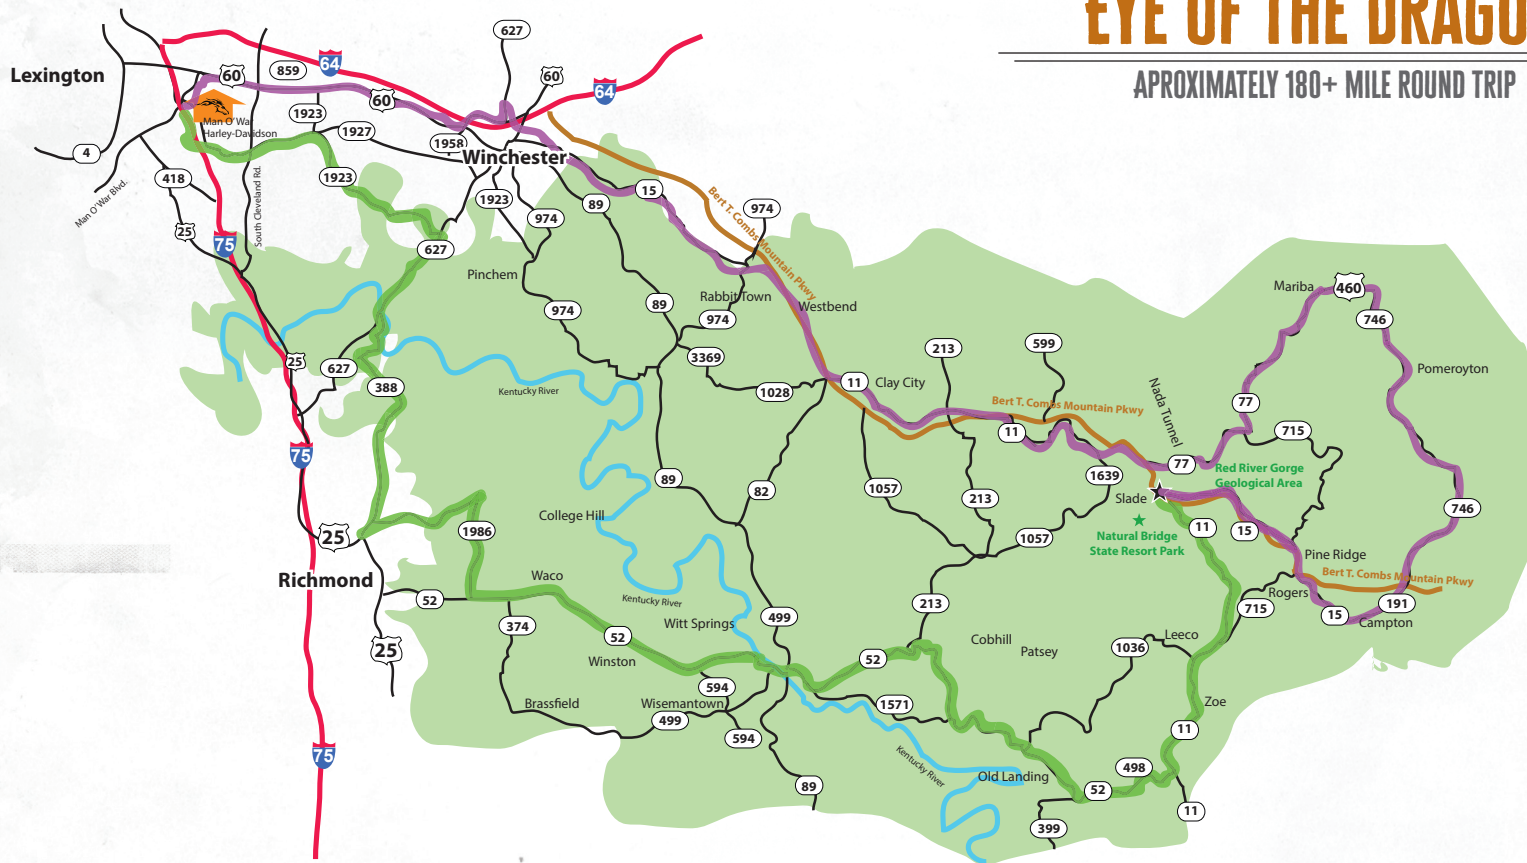 EYE OF THE DRAGO
APROXIMATELY 180+ MILE ROUND TRIP
627
Lexington
60
859
64
60
64
60
Man O'War
Harley-Davidson
1923
1927
1958
Winchester
4
418
1923
Man O'War Blvd.
South Cleveland Rd.
25
75
1923
974
89
15
Bert T. Combs Mountain Pkwy
974
627
Pinchem
974
89
Rabbit Town
974
Westbend
Mariba
460
746
25
627
388
Kentucky River
3369
1028
11
Clay City
213
599
Pomeroyton
Nada Tunnel
77
715
Bert T. Combs Mountain Pkwy
11
75
89
82
1057
213
1639
77
Red River Gorge
Geological Area
Slade
746
College Hill
1986
25
Richmond
1057
Natural Bridge
State Resort Park
11
15
Pine Ridge
Bert T. Combs Mountain Pkwy
Waco
52
374
Kentucky River
Witt Springs
499
213
715
Rogers
15
191
Campton
25
52
Winston
52
Cobhill
Patsey
1036
Leeco
594
Brassfield
Wisemantown
499
594
1571
Zoe
11
75
Kentucky River
Old Landing
498
52
89
399
11